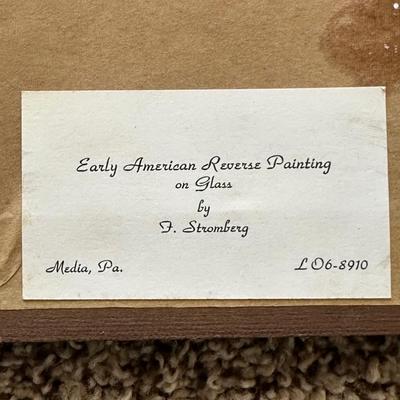 Early American Reverse Painting
on Glass
by
F. Stromberg
Media, Pa. LO6-8910